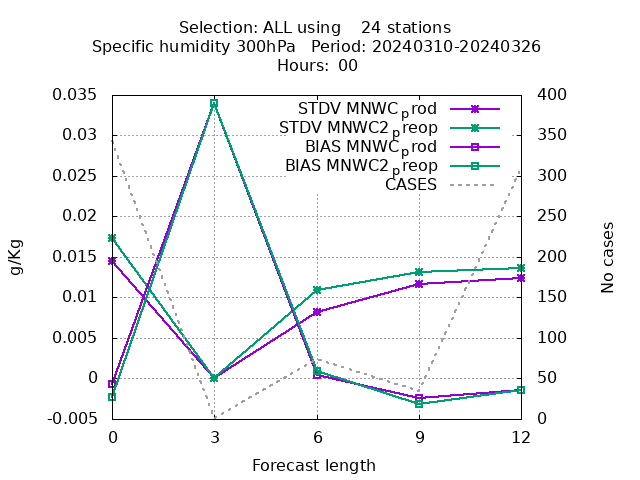 Selection: ALL using    24 stations
Specific humidity 300hPa   Period: 20240310-20240326
Hours:  00
0.035
0.03
0.025
0.02
0.015
0.01
0.005
0
-0.005
400
350
300
250
200
150
100
50
0
STDV MNWC_prod
STDV MNWC2_preop
BIAS MNWC_prod
BIAS MNWC2_preop
CASES
g/Kg
No cases
0 3 6 9 12
Forecast length